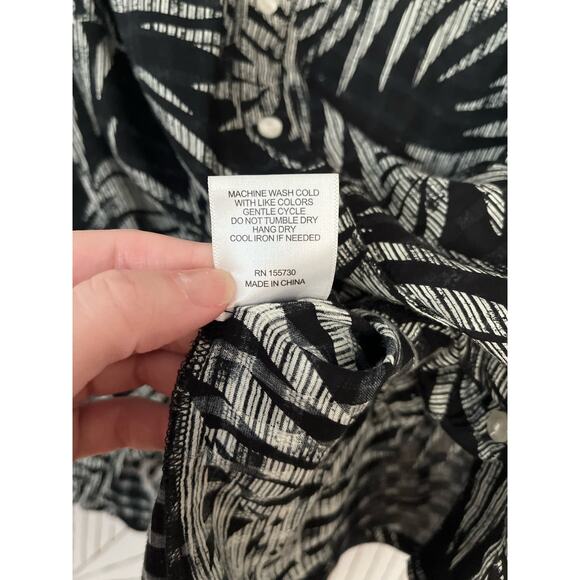 MACHINE WASH COLD
WITH LIKE COLORS
GENTLE CYCLE
DO NOT TUMBLE DRY
HANG DRY
COOL IRON IF NEEDED
RN 155730
MADE IN CHINA